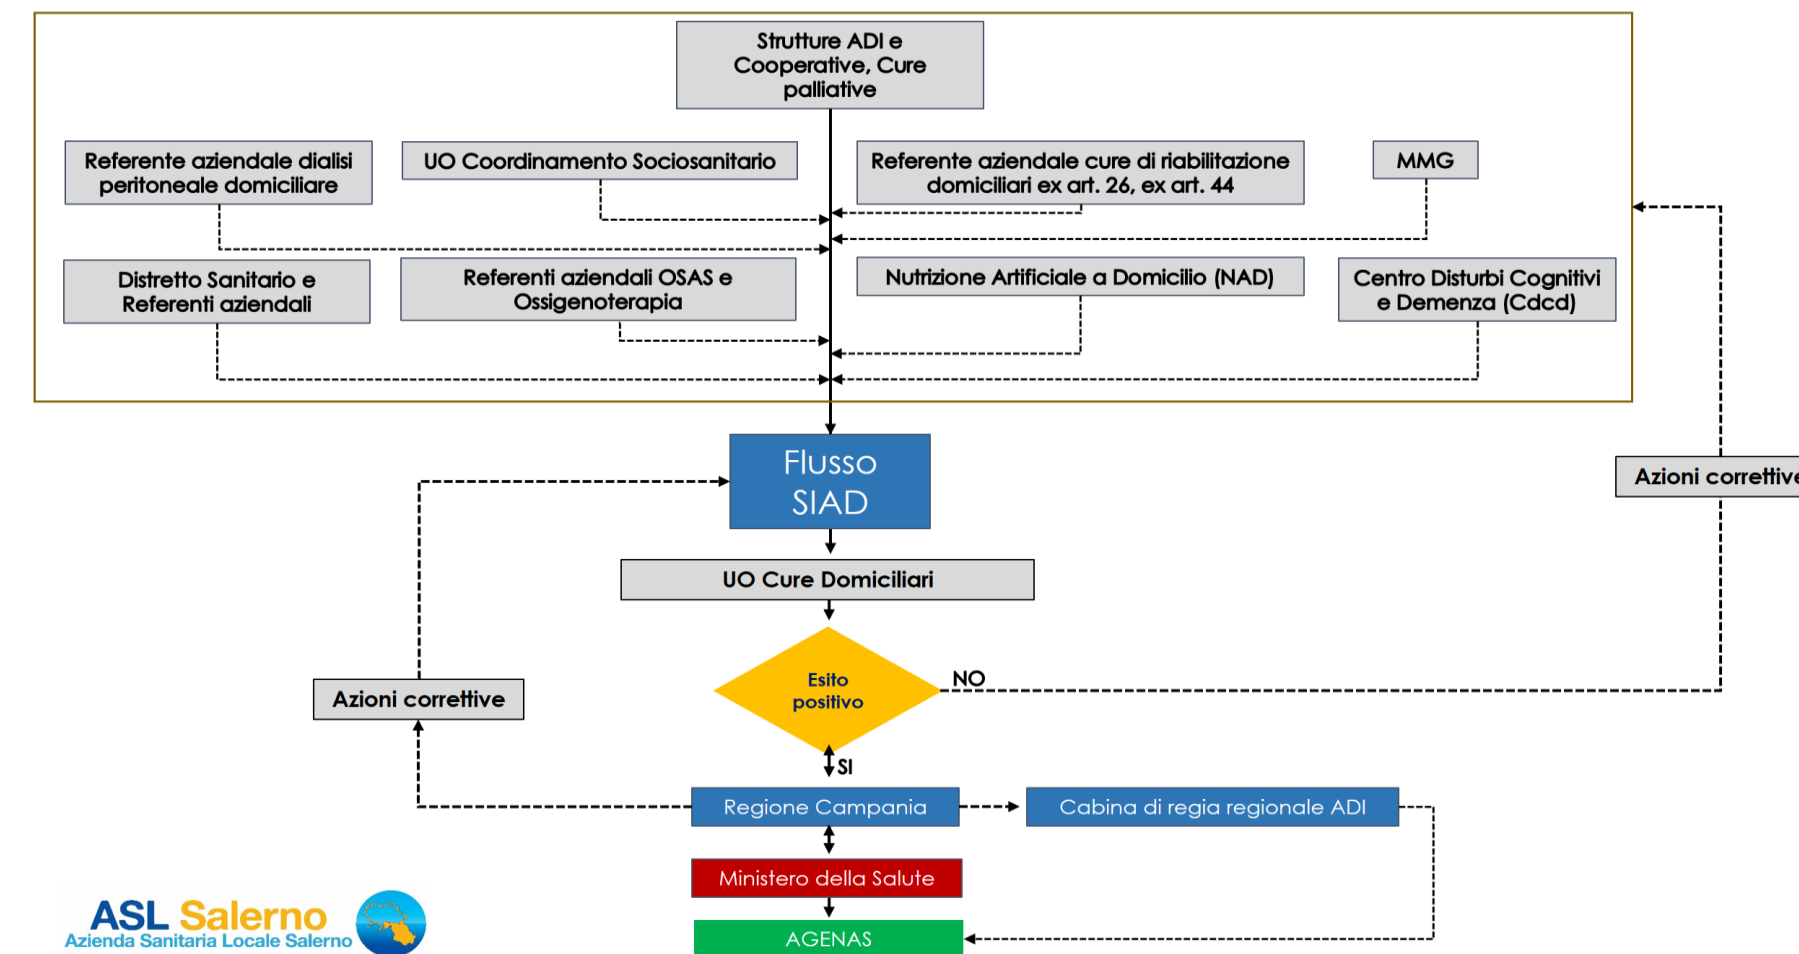 Strutture ADI e
Cooperative, Cure
palliative
Referente aziendale dialisi
peritoneale domiciliare
UO Coordinamento Sociosanitario
Referente aziendale cure di riabilitazione
domiciliari ex art. 26, ex art. 44
MMG
Distretto Sanitario e
Referenti aziendali
Referenti aziendali OSAS e
Ossigenoterapia
Nutrizione Artificiale a Domicilio (NAD)
Centro Disturbi Cognitivi
e Demenza (Cdcd)
Flusso
SIAD
Azioni correttive
UO Cure Domiciliari
Esito
positivo
NO
Azioni correttive
SI
Regione Campania
Cabina di regia regionale ADI
Ministero della Salute
AGENAS
ASL Salerno
Azienda Sanitaria Locale Salerno